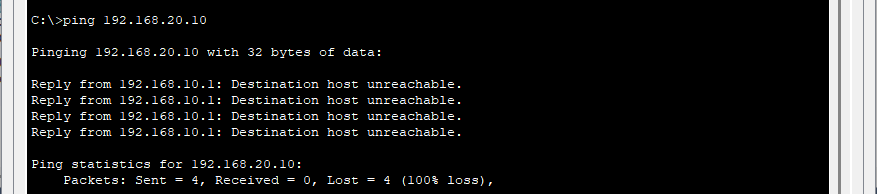 C:\>ping 192.168.20.10
Pinging 192.168.20.10 with 32 bytes of data:
Reply from 192.168.10.1: Destination host unreachable.
Reply from 192.168.10.1: Destination host unreachable.
Reply from 192.168.10.1: Destination host unreachable.
Reply from 192.168.10.1: Destination host unreachable.
Ping statistics for 192.168.20.10:
    Packets: Sent = 4, Received = 0, Lost = 4 (100% loss),